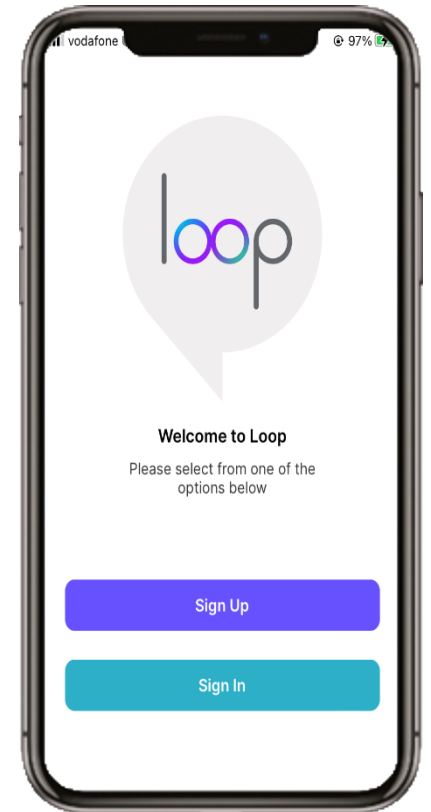 vodafone
97%
loop
Welcome to Loop
Please select from one of the
options below
Sign Up
Sign In